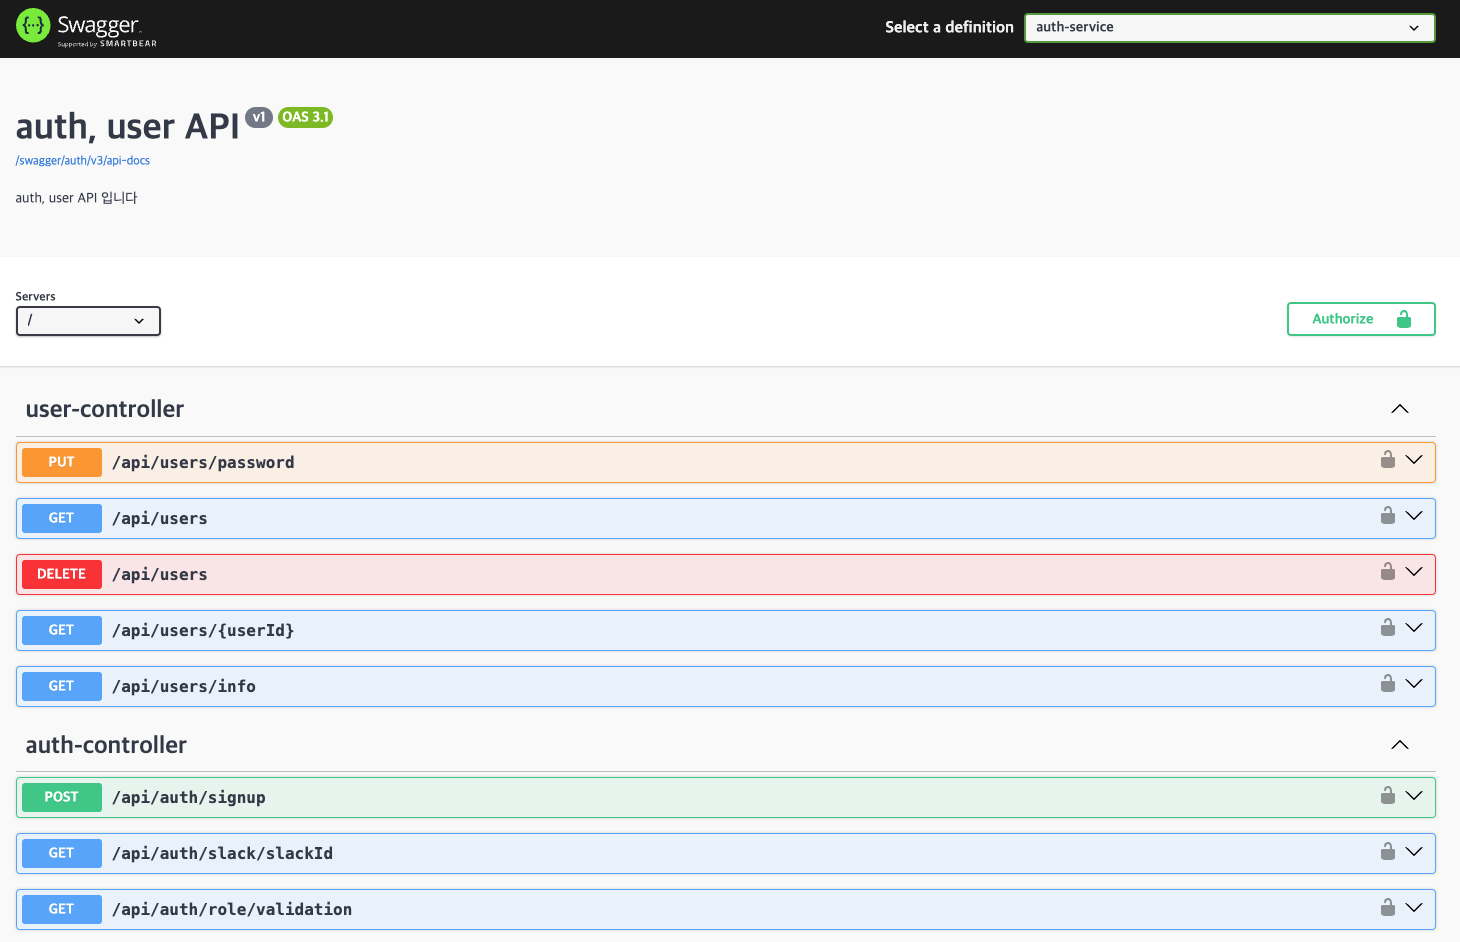 Swagger
Supported by SMARTBEAR
Select a definition
auth-service
auth, user API v1 OAS 3.1
/swagger/auth/v3/api-docs
auth, user API 입니다
Servers
/
Authorize
user-controller
PUT /api/users/password
GET /api/users
DELETE /api/users
GET /api/users/{userId}
GET /api/users/info
auth-controller
POST /api/auth/signup
GET /api/auth/slack/slackId
GET /api/auth/role/validation